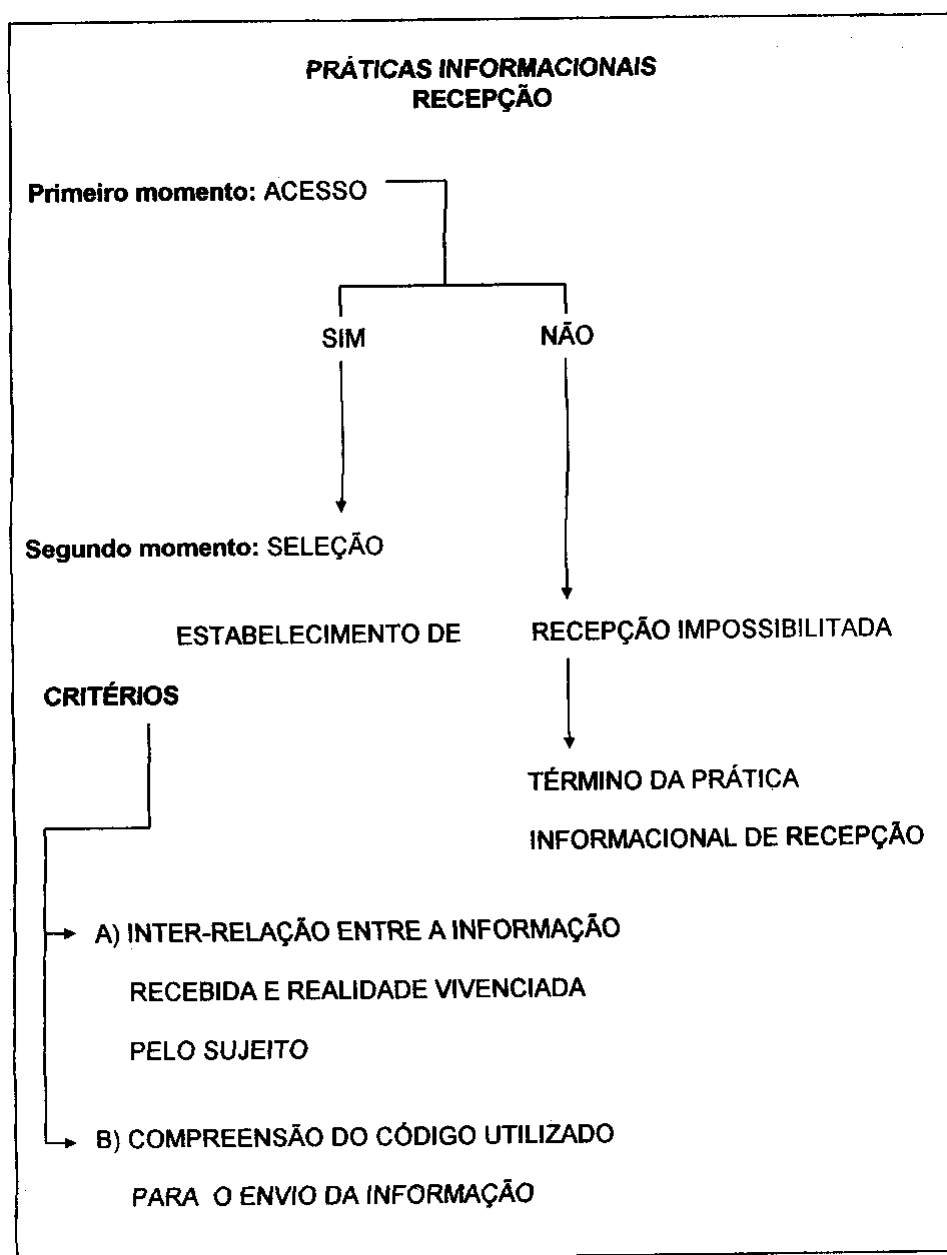 PRÁTICAS INFORMACIONAIS
RECEPÇÃO
Primeiro momento: ACESSO
SIM
NÃO
Segundo momento: SELEÇÃO
ESTABELECIMENTO DE
CRITÉRIOS
RECEPÇÃO IMPOSSIBILITADA
TÉRMINO DA PRÁTICA
INFORMACIONAL DE RECEPÇÃO
A) INTER-RELAÇÃO ENTRE A INFORMAÇÃO
RECEBIDA E REALIDADE VIVENCIADA
PELO SUJEITO
B) COMPREENSÃO DO CÓDIGO UTILIZADO
PARA O ENVIO DA INFORMAÇÃO